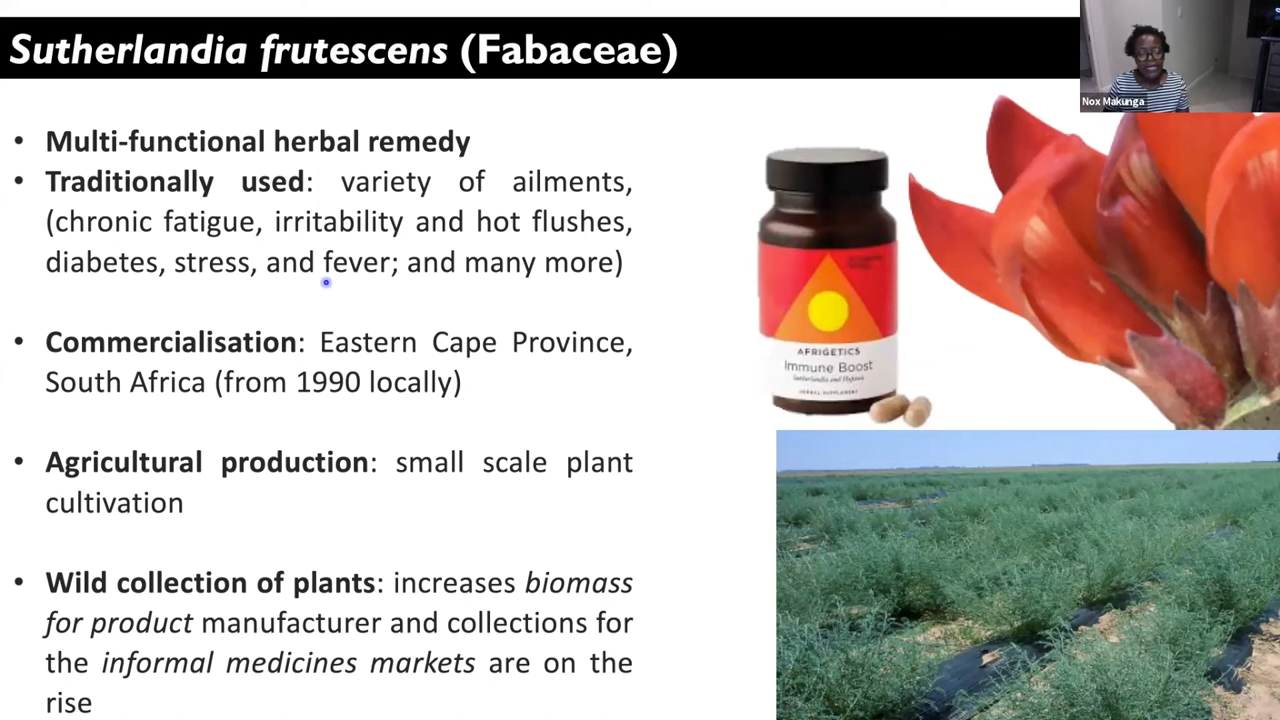 Sutherlandia frutescens (Fabaceae)
Nox Makunga
• Multi-functional herbal remedy
• Traditionally used: variety of ailments,
(chronic fatigue, irritability and hot flushes,
diabetes, stress, and fever; and many more)
• Commercialisation: Eastern Cape Province,
South Africa (from 1990 locally)
• Agricultural production: small scale plant
cultivation
• Wild collection of plants: increases biomass
for product manufacturer and collections for
the informal medicines markets are on the
rise
AFRIGETICS
Immune Boost
HERBAL SUPPLEMENT